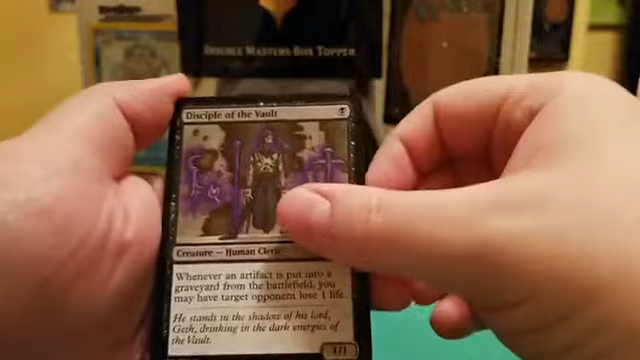 DOUBLE MASTERS BOX TOPPER
Disciple of the Vault
Creature — Human Cleric
Whenever an artifact is put into a
graveyard from the battlefield, you
may have target opponent lose 1 life.
He stands in the shadow of his lord,
Geth, drinking in the dark energies of
the Vault.
1/1